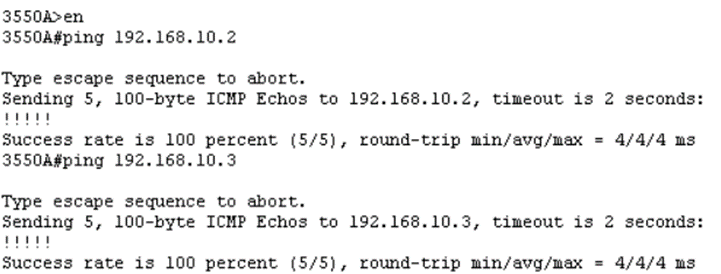 3550A>en
3550A#ping 192.168.10.2
Type escape sequence to abort.
Sending 5, 100-byte ICMP Echos to 192.168.10.2, timeout is 2 seconds:
!!!!!
Success rate is 100 percent (5/5), round-trip min/avg/max = 4/4/4 ms
3550A#ping 192.168.10.3
Type escape sequence to abort.
Sending 5, 100-byte ICMP Echos to 192.168.10.3, timeout is 2 seconds:
!!!!!
Success rate is 100 percent (5/5), round-trip min/avg/max = 4/4/4 ms